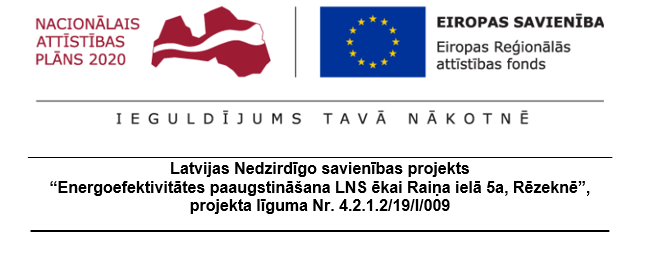 NACIONĀLAIS
ATTĪSTĪBAS
PLĀNS 2020
EIROPAS SAVIENĪBA
Eiropas Reģionālās
attīstības fonds
IEGULDĪJUMS TAVĀ NĀKOTNĒ
Latvijas Nedzirdīgo savienības projekts
“Energoefektivitātes paaugstināšana LNS ēkai Raiņa ielā 5a, Rēzeknē”,
projekta līguma Nr. 4.2.1.2/19/I/009